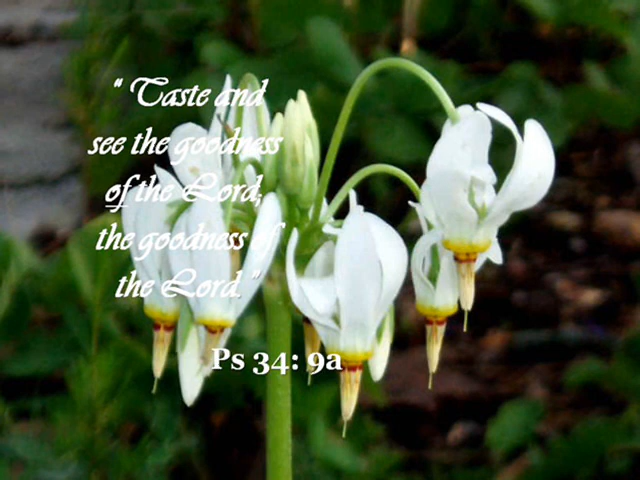 “ Taste and
see the goodness
of the Lord;
the goodness of
the Lord.”
Ps 34: 9a